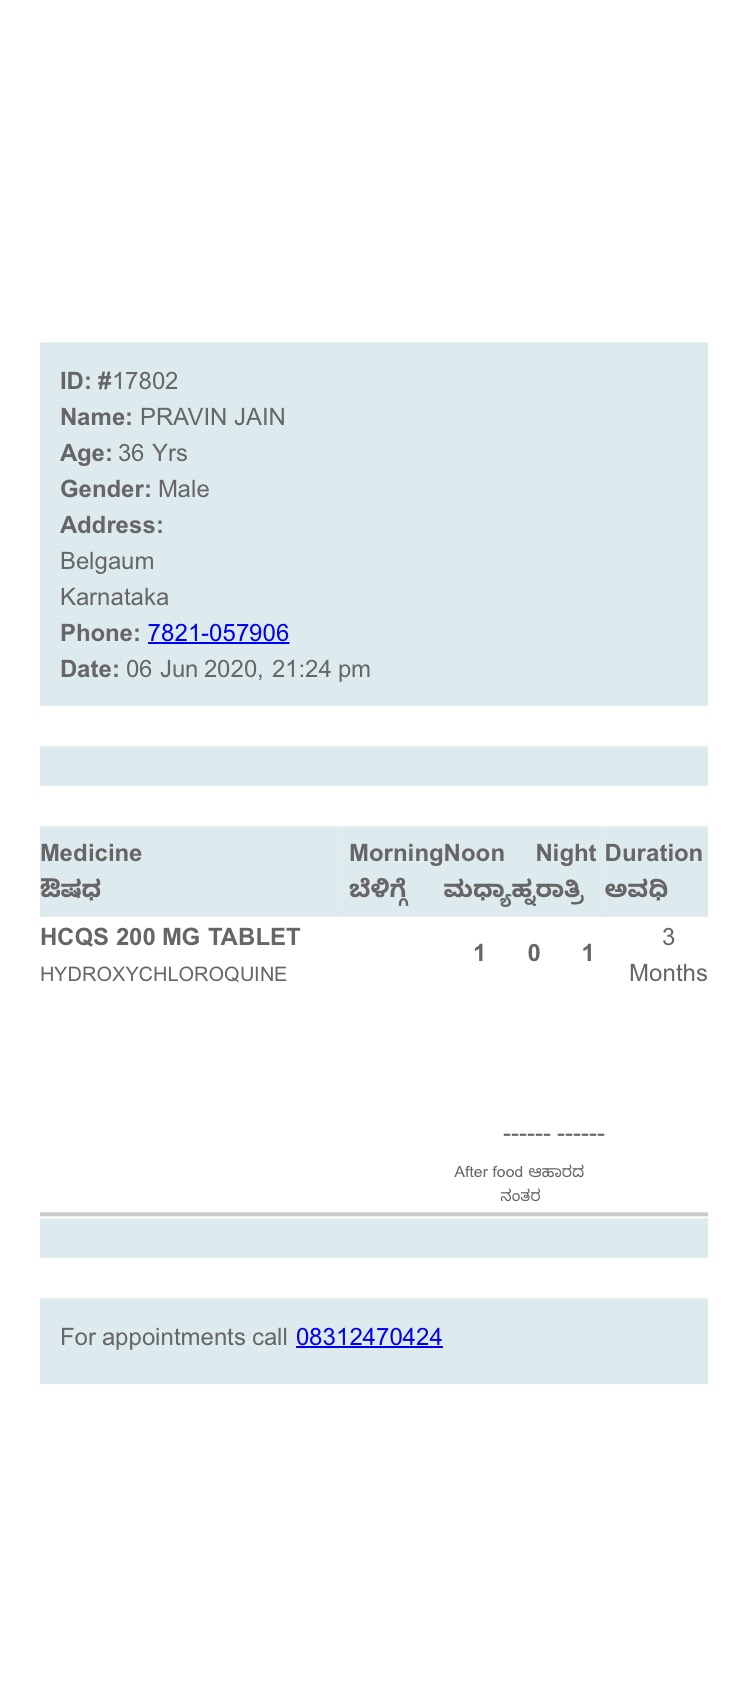 ID: #17802
Name: PRAVIN JAIN
Age: 36 Yrs
Gender: Male
Address:
Belgaum
Karnataka
Phone: 7821-057906
Date: 06 Jun 2020, 21:24 pm
Medicine Morning Noon Night Duration
ಔಷಧ ಬೆಳಿಗ್ಗೆ ಮಧ್ಯಾಹ್ನ ರಾತ್ರಿ ಅವಧಿ
HCQS 200 MG TABLET 1 0 1 3
HYDROXYCHLOROQUINE Months
------ ------
After food ಆಹಾರದ
ನಂತರ
For appointments call 08312470424